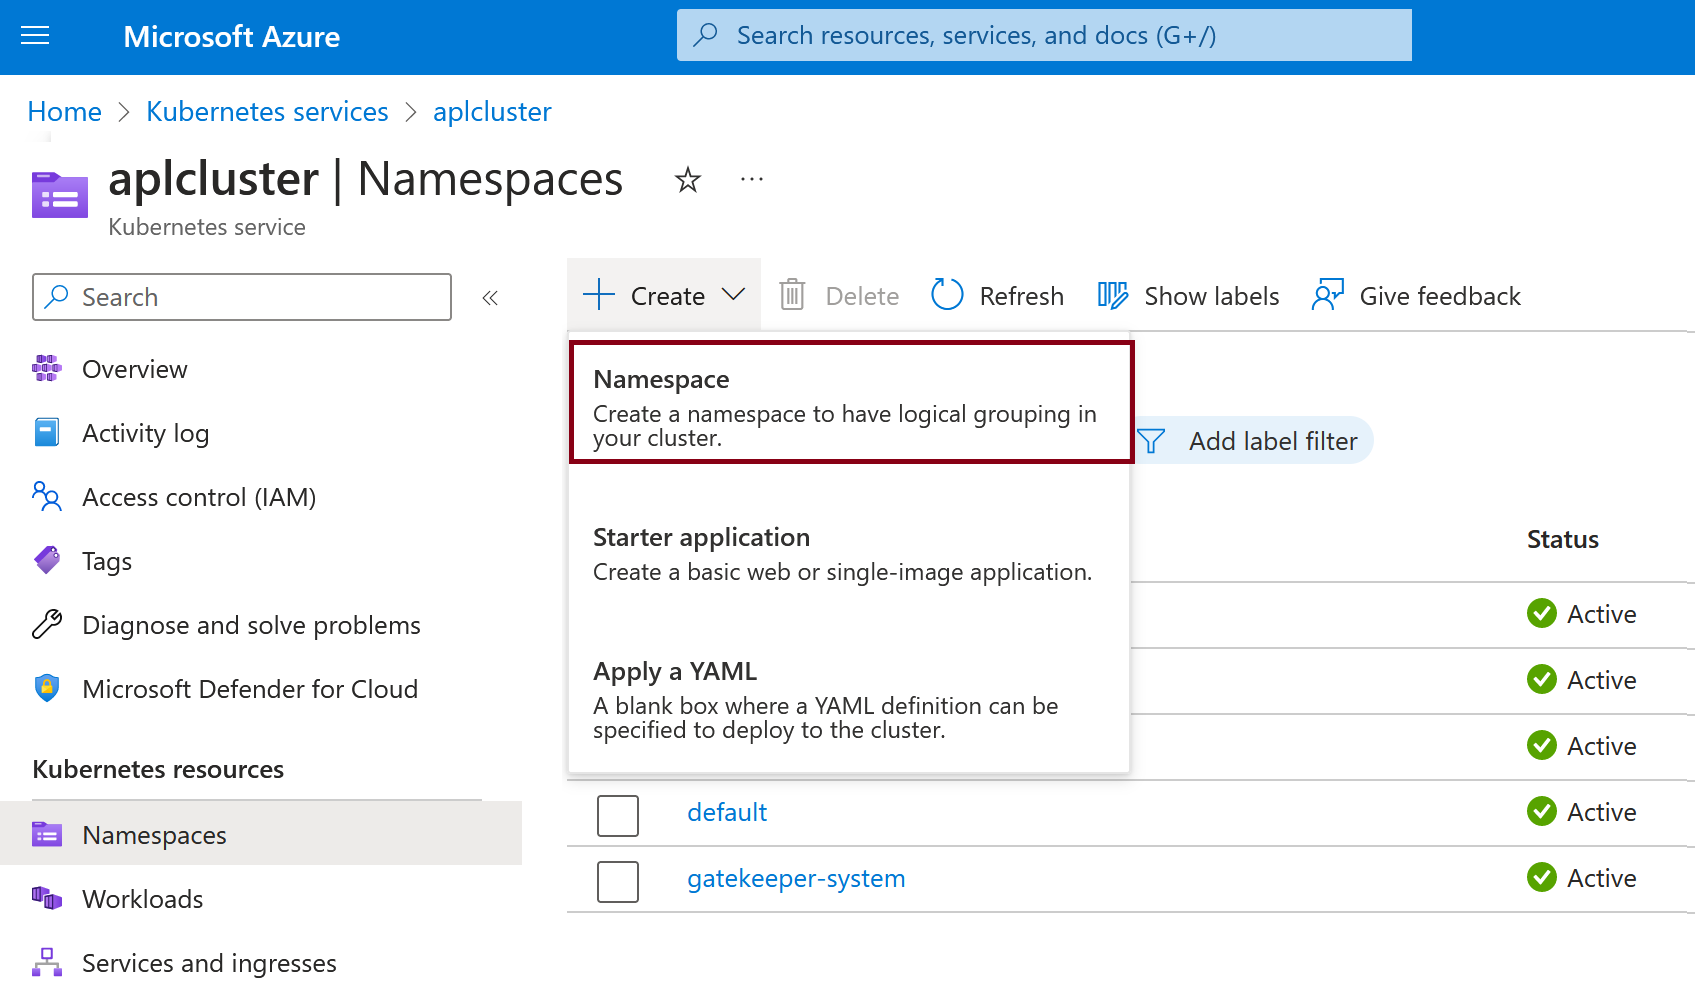 Microsoft Azure
Search resources, services, and docs (G+/)
Home > Kubernetes services > aplcluster
aplcluster | Namespaces
...
Kubernetes service
Search
«
Create
Delete
Refresh
Show labels
Give feedback
Overview
Activity log
Access control (IAM)
Tags
Diagnose and solve problems
Microsoft Defender for Cloud
Kubernetes resources
Namespaces
Workloads
Services and ingresses
Namespace
Create a namespace to have logical grouping in
your cluster.
Starter application
Create a basic web or single-image application.
Apply a YAML
A blank box where a YAML definition can be
specified to deploy to the cluster.
Add label filter
Status
Active
Active
Active
default
Active
gatekeeper-system
Active